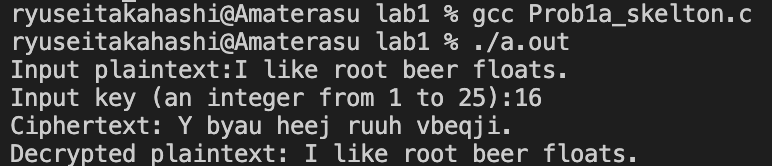 ryuseitakahashi@Amaterasu lab1 % gcc Prob1a_skelton.c
ryuseitakahashi@Amaterasu lab1 % ./a.out
Input plaintext:I like root beer floats.
Input key (an integer from 1 to 25):16
Ciphertext: Y byau heej ruuh vbeqji.
Decrypted plaintext: I like root beer floats.